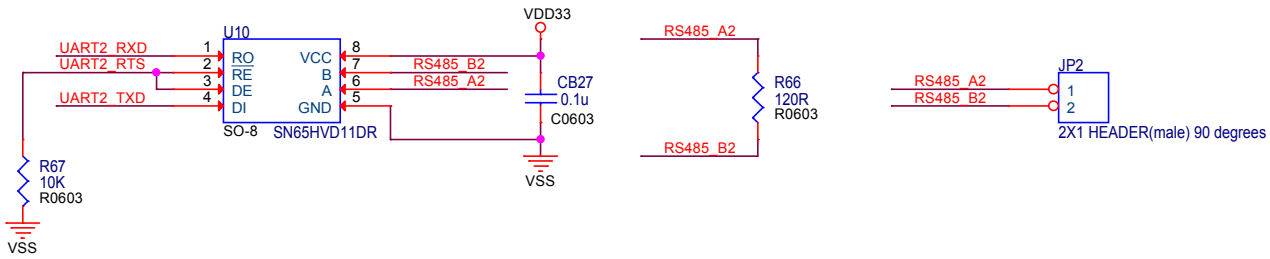 VDD33
U10
UART2_RXD 1 RO VCC 8
UART2_RTS 2 RE B 7 RS485_B2
3 DE A 6 RS485_A2
UART2_TXD 4 DI GND 5
SO-8 SN65HVD11DR
CB27
0.1u
C0603
VSS
R67
10K
R0603
VSS
RS485_A2
R66
120R
R0603
RS485_B2
JP2
RS485_A2 1
RS485_B2 2
2X1 HEADER(male) 90 degrees